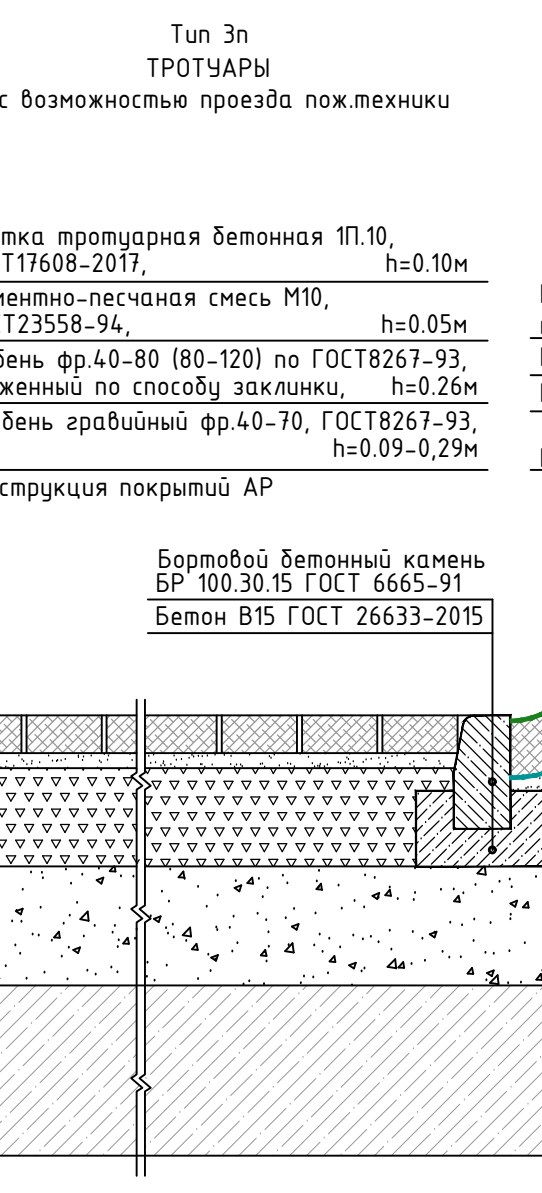 Тип 3п
ТРОТУАРЫ
с возможностью проезда пож.техники
тка тротуарная бетонная 1П.10,
Т17608-2017, h=0.10м
ментно-песчаная смесь М10,
Т23558-94, h=0.05м
бень фр.40-80 (80-120) по ГОСТ8267-93,
женный по способу заклинки, h=0.26м
бень гравийный фр.40-70, ГОСТ8267-93,
h=0.09-0,29м
струкция покрытий АР
Бортовой бетонный камень
БР 100.30.15 ГОСТ 6665-91
Бетон В15 ГОСТ 26633-2015